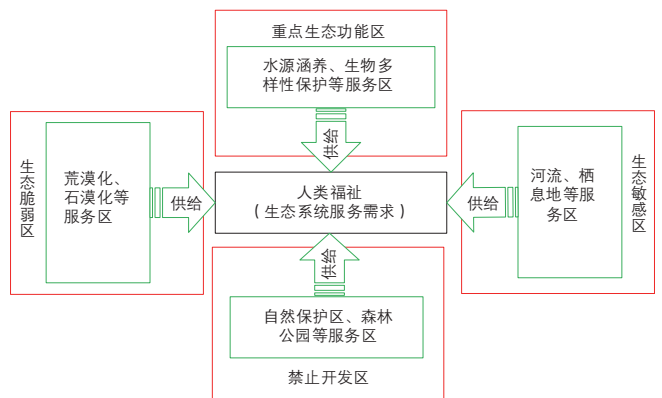 重点生态功能区
水源涵养、生物多
样性保护等服务区
供给
生态脆弱区
荒漠化、
石漠化等
服务区
供给
人类福祉
（生态系统服务需求）
供给
河流、栖
息地等服
务区
生态敏感区
供给
自然保护区、森林
公园等服务区
禁止开发区